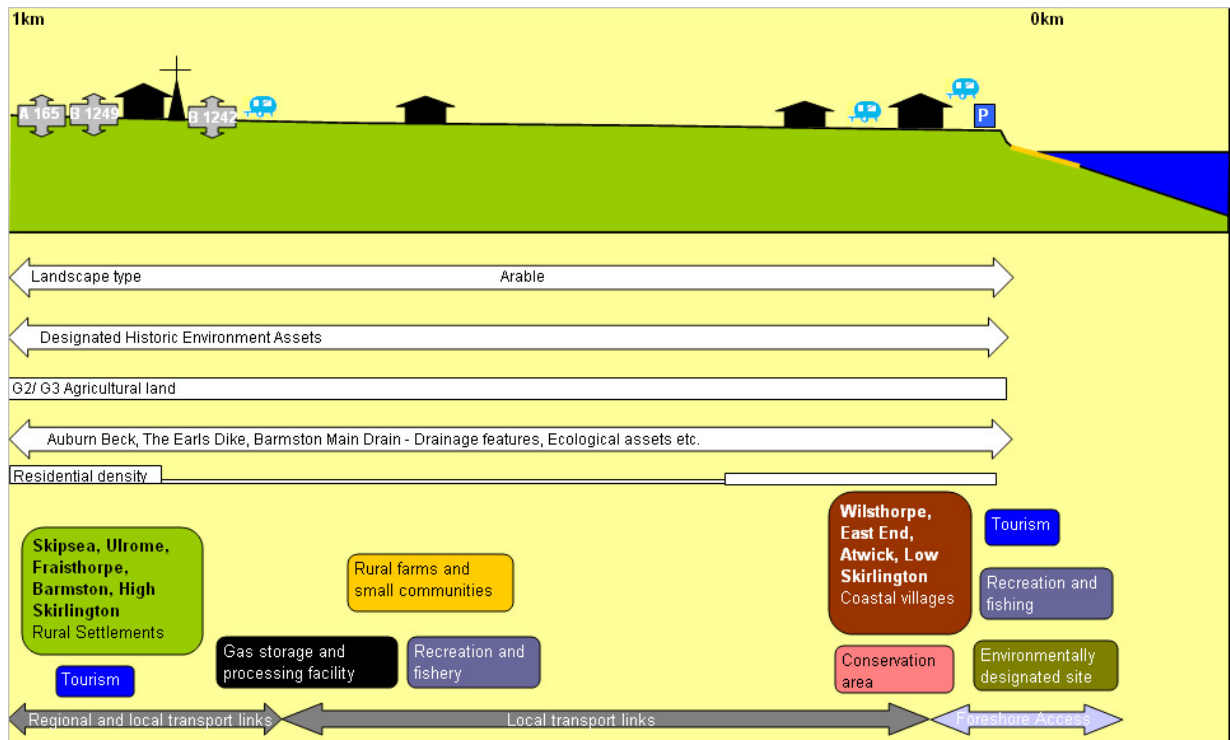 1km
0km
A 165
B 1249
B 1242
P
Landscape type
Arable
Designated Historic Environment Assets
G2/ G3 Agricultural land
Auburn Beck, The Earls Dike, Barmston Main Drain - Drainage features, Ecological assets etc.
Residential density
Skipsea, Ulrome,
Fraisthorpe,
Barmston, High
Skirlington
Rural Settlements
Tourism
Gas storage and
processing facility
Rural farms and
small communities
Recreation and
fishery
Wilsthorpe,
East End,
Atwick, Low
Skirlington
Coastal villages
Conservation
area
Tourism
Recreation and
fishing
Environmentally
designated site
Regional and local transport links
Local transport links
Foreshore Access